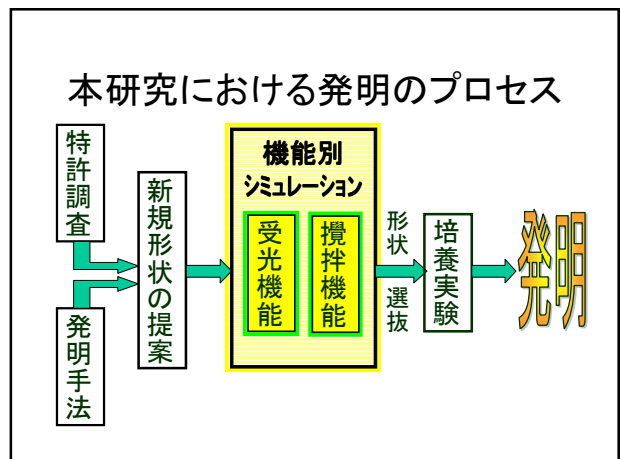 本研究における発明のプロセス
特許調査
発明手法
新規形状の提案
機能別
シミュレーション
受光機能
攪拌機能
形状
選抜
培養実験
発明